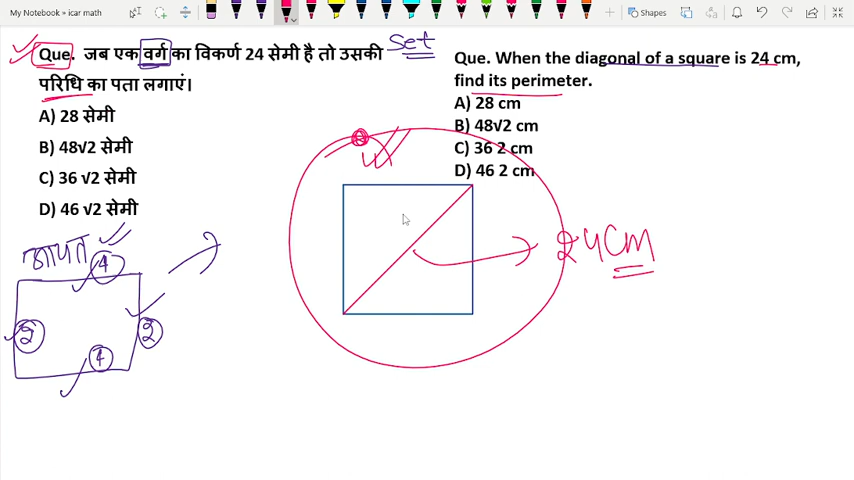 My Notebook » icar math
Shapes
Que. जब एक वर्ग का विकर्ण 24 सेमी है तो उसकी
परिधि का पता लगाएं।
A) 28 सेमी
B) 48√2 सेमी
C) 36 √2 सेमी
D) 46 √2 सेमी
Set
Que. When the diagonal of a square is 24 cm,
find its perimeter.
A) 28 cm
B) 48√2 cm
C) 36 2 cm
D) 46 2 cm
24cm
आयत
4
2
2
4